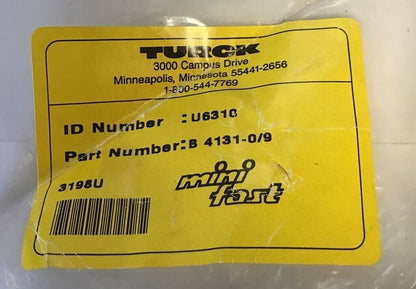 TURCK
3000 Campus Drive
Minneapolis, Minnesota 55441-2656
1-800-544-7769
ID Number : U6310
Part Number: B 4131-0/9
3198U
mini
fast